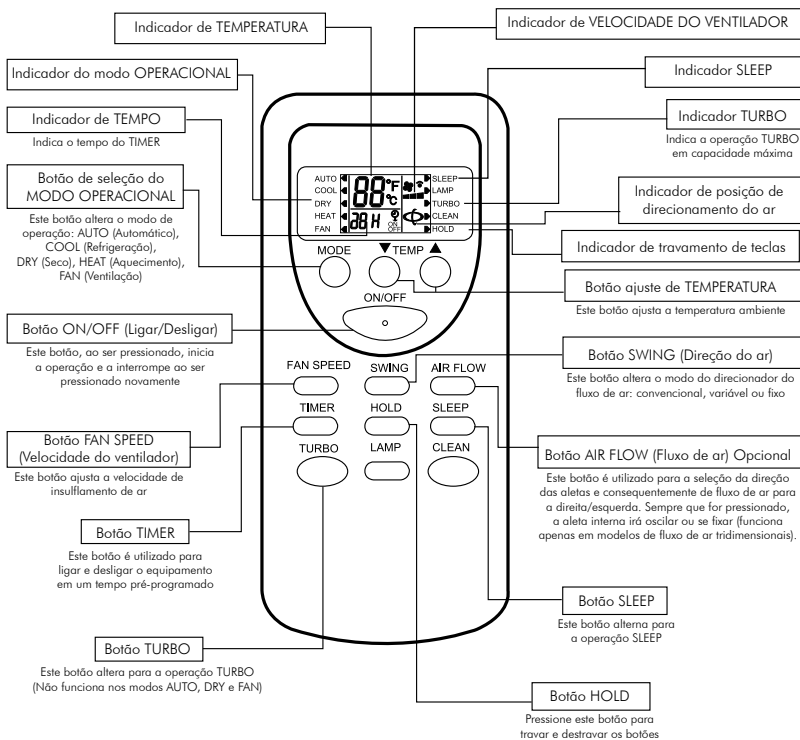 Indicador de TEMPERATURA
Indicador de VELOCIDADE DO VENTILADOR
Indicador do modo OPERACIONAL
Indicador SLEEP
Indicador de TEMPO
Indica o tempo do TIMER
Indicador TURBO
Indica a operação TURBO
em capacidade máxima
Botão de seleção do
MODO OPERACIONAL
Este botão altera o modo de
operação: AUTO (Automático),
COOL (Refrigeração),
DRY (Seco), HEAT (Aquecimento),
FAN (Ventilação)
Indicador de posição de
direcionamento do ar
Indicador de travamento de teclas
Botão ajuste de TEMPERATURA
Este botão ajusta a temperatura ambiente
AUTO
COOL
DRY
HEAT
FAN
88 °F
°C
88 H
ON
OFF
SLEEP
LAMP
TURBO
CLEAN
HOLD
MODE
▼ TEMP ▲
ON/OFF
Botão ON/OFF (Ligar/Desligar)
Este botão, ao ser pressionado, inicia
a operação e a interrompe ao ser
pressionado novamente
Botão SWING (Direção do ar)
Este botão altera o modo do direcionador do
fluxo de ar: convencional, variável ou fixo
FAN SPEED SWING AIR FLOW
TIMER HOLD SLEEP
TURBO LAMP CLEAN
Botão FAN SPEED
(Velocidade do ventilador)
Este botão ajusta a velocidade de
insuflamento de ar
Botão AIR FLOW (Fluxo de ar) Opcional
Este botão é utilizado para a seleção da direção
das aletas e consequentemente de fluxo de ar para
a direita/esquerda. Sempre que for pressionado,
a aleta interna irá oscilar ou se fixar (funciona
apenas em modelos de fluxo de ar tridimensionais).
Botão TIMER
Este botão é utilizado para
ligar e desligar o equipamento
em um tempo pré-programado
Botão SLEEP
Este botão alterna para
a operação SLEEP
Botão TURBO
Este botão altera para a operação TURBO
(Não funciona nos modos AUTO, DRY e FAN)
Botão HOLD
Pressione este botão para
travar e destravar os botões